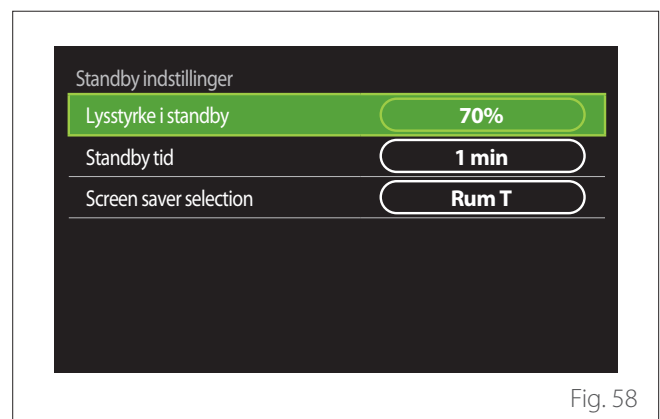 Standby indstillinger
Lysstyrke i standby 70%
Standby tid 1 min
Screen saver selection Rum T
Fig. 58